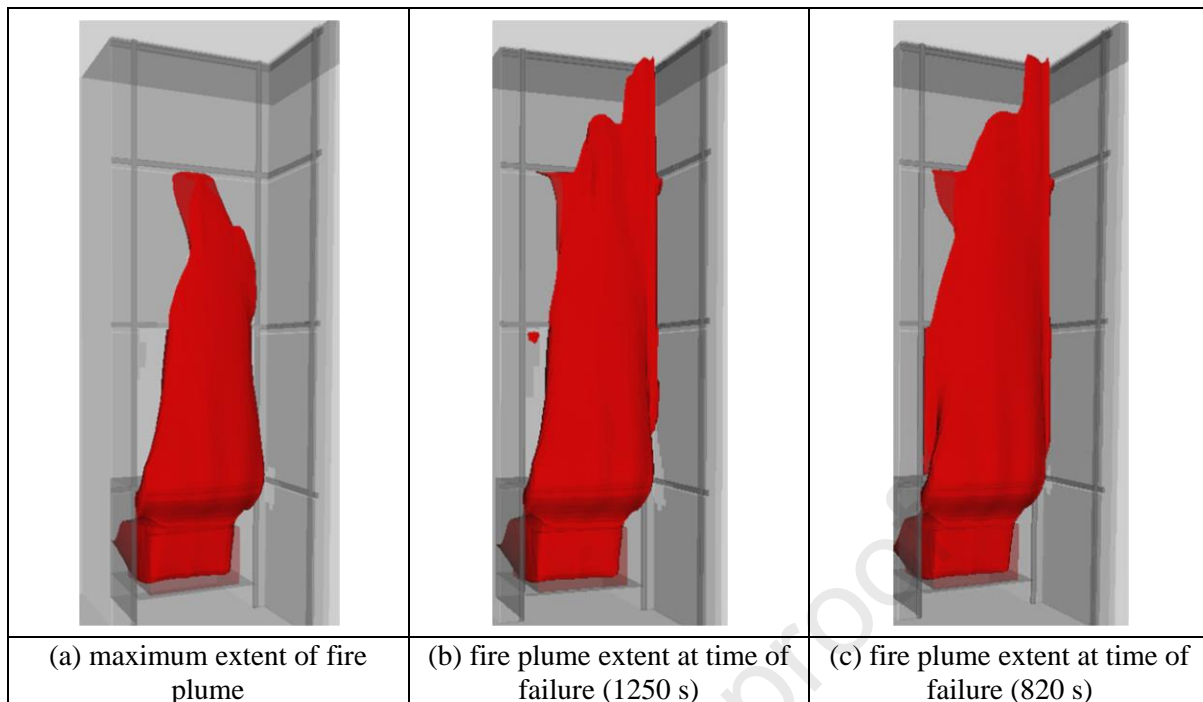 (a) maximum extent of fire
plume
(b) fire plume extent at time of
failure (1250 s)
(c) fire plume extent at time of
failure (820 s)